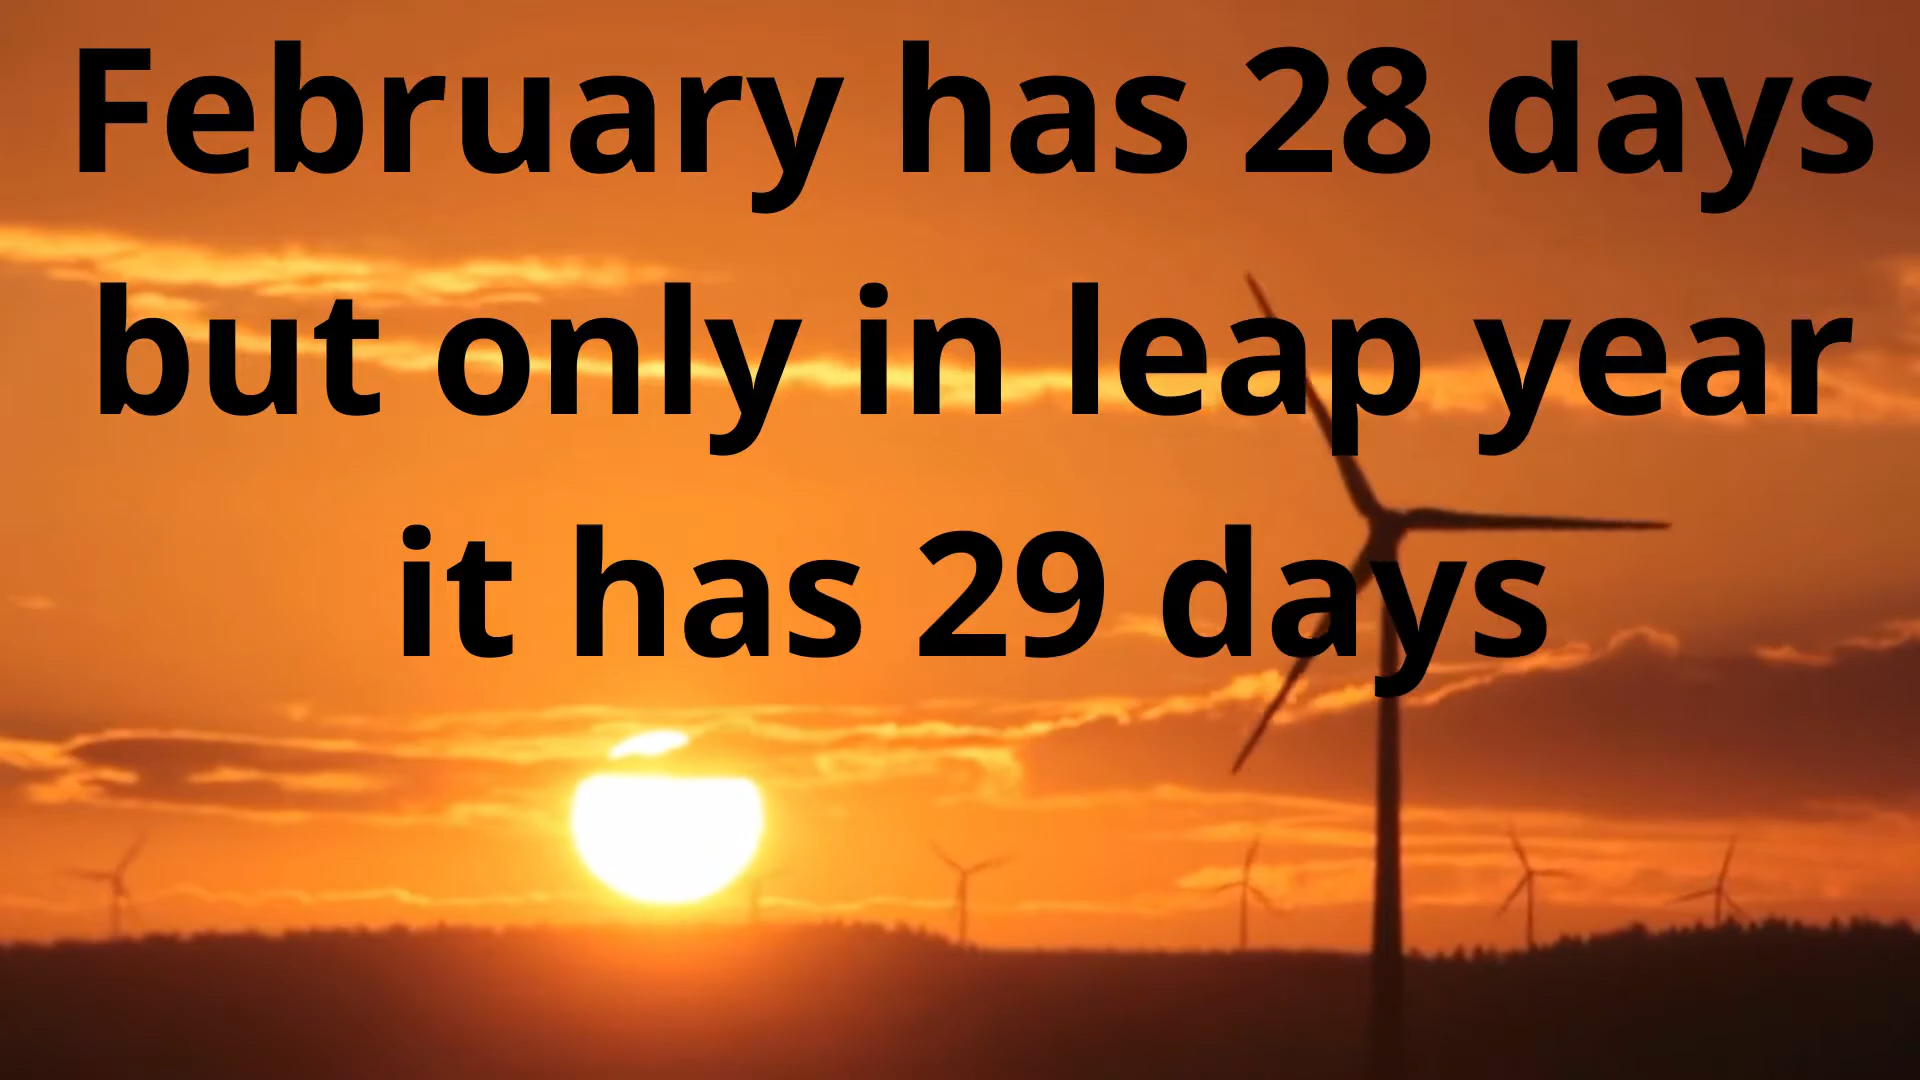 February has 28 days
but only in leap year
it has 29 days